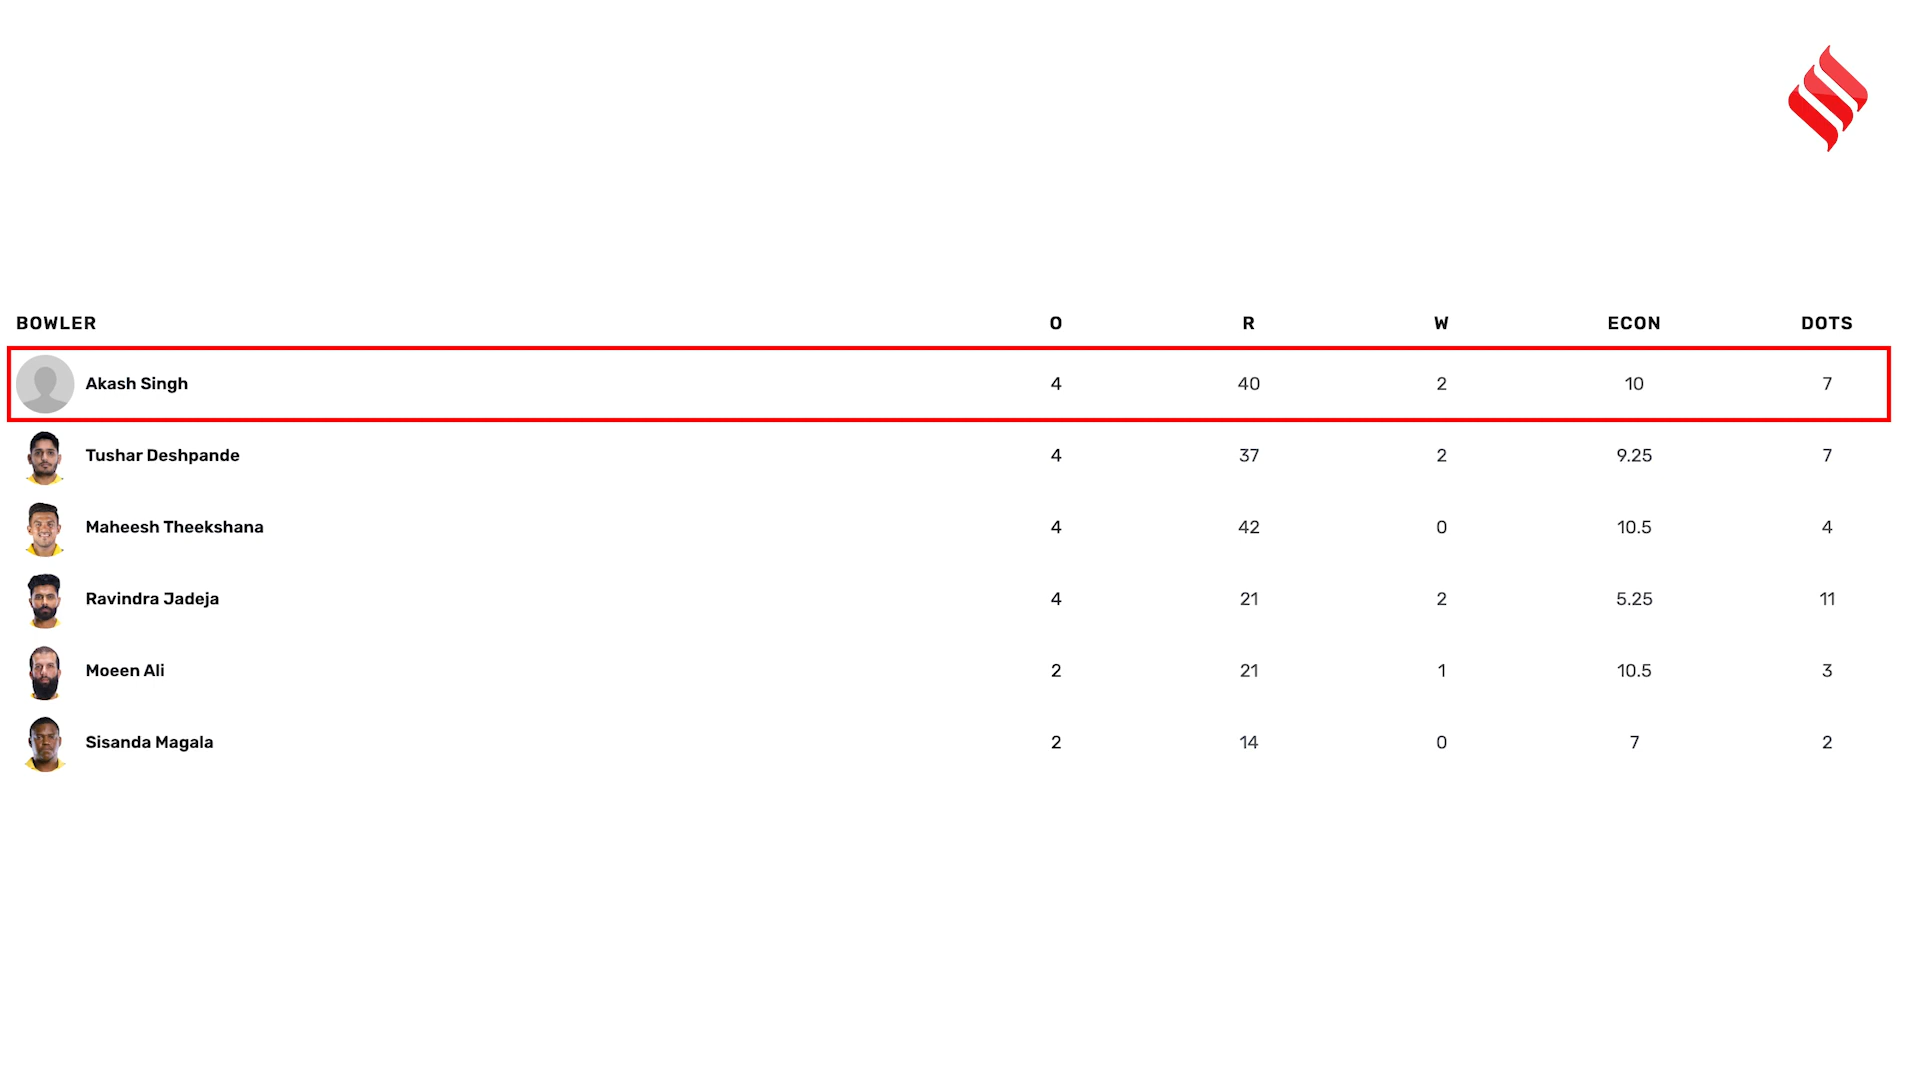 BOWLER O R W ECON DOTS
Akash Singh 4 40 2 10 7
Tushar Deshpande 4 37 2 9.25 7
Maheesh Theekshana 4 42 0 10.5 4
Ravindra Jadeja 4 21 2 5.25 11
Moeen Ali 2 21 1 10.5 3
Sisanda Magala 2 14 0 7 2